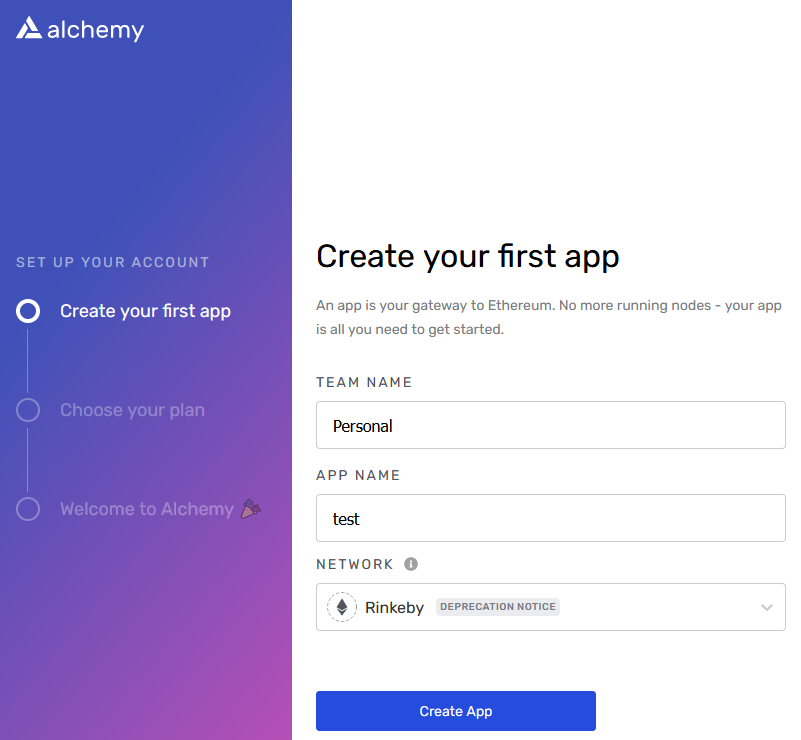 alchemy
SET UP YOUR ACCOUNT
Create your first app
Choose your plan
Welcome to Alchemy
Create your first app
An app is your gateway to Ethereum. No more running nodes - your app
is all you need to get started.
TEAM NAME
Personal
APP NAME
test
NETWORK
Rinkeby DEPRECATION NOTICE
Create App